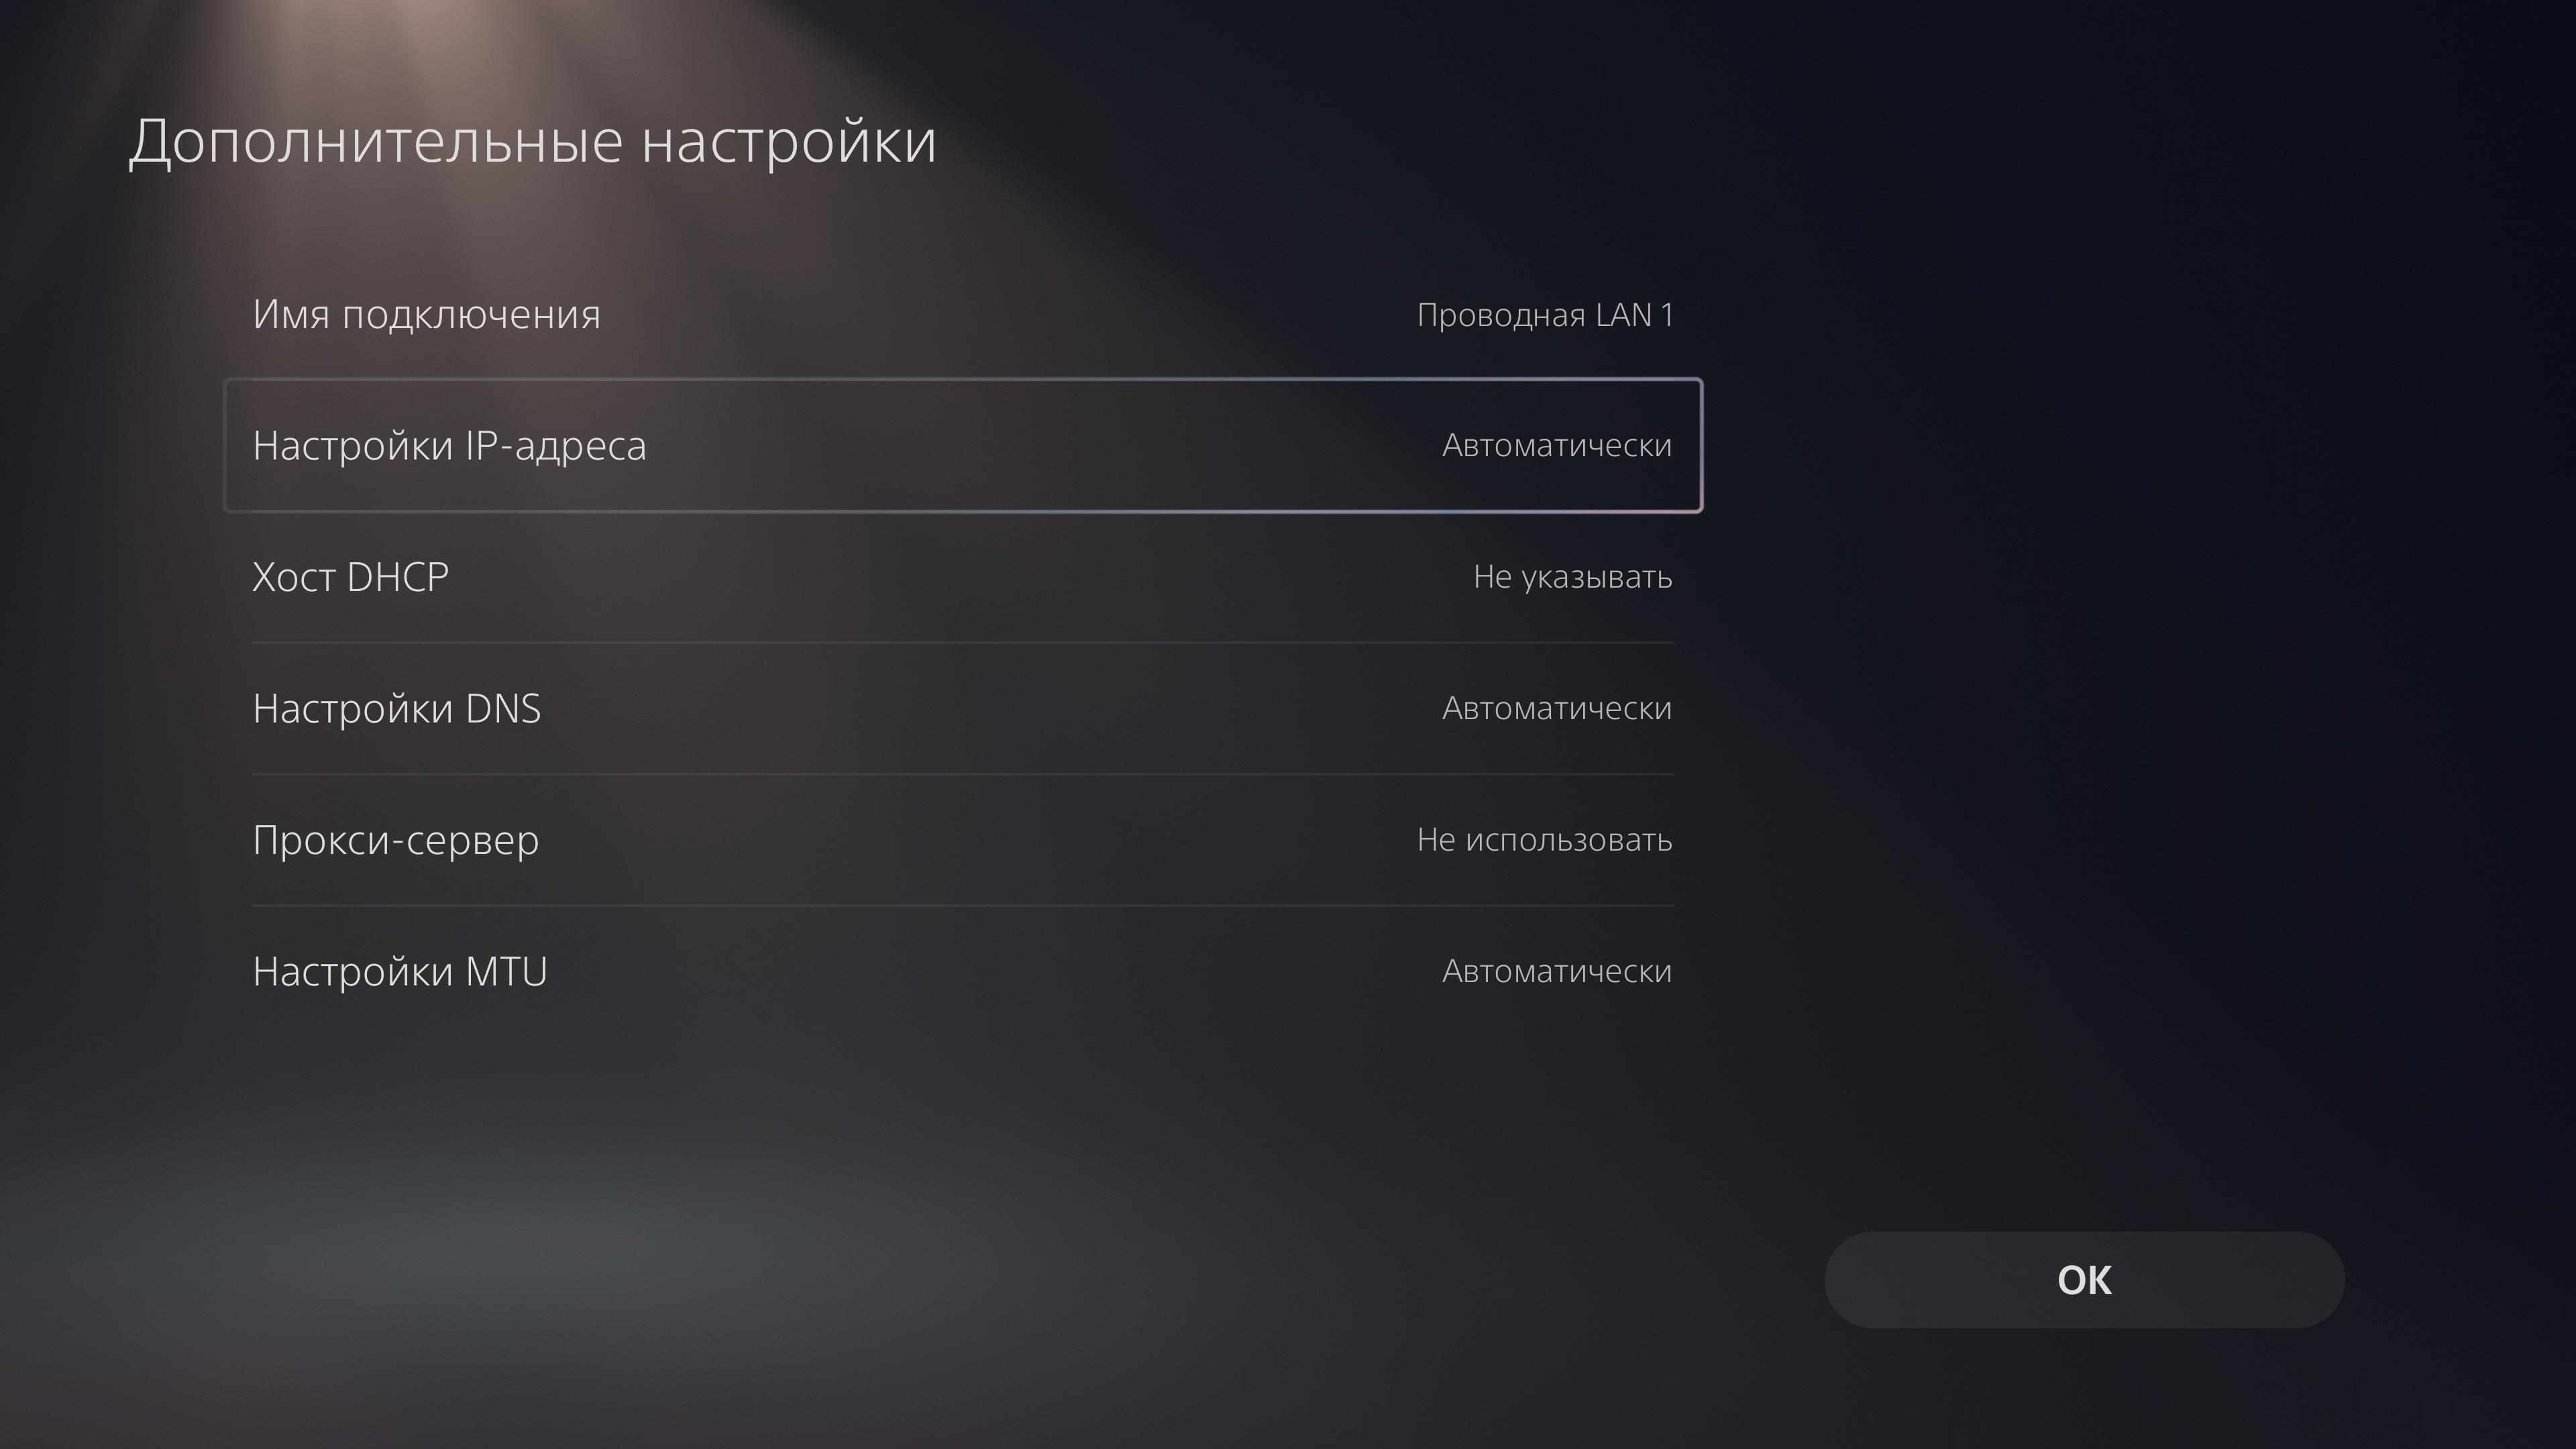 Дополнительные настройки
Имя подключения Проводная LAN 1
Настройки IP-адреса Автоматически
Хост DHCP Не указывать
Настройки DNS Автоматически
Прокси-сервер Не использовать
Настройки MTU Автоматически
ОК